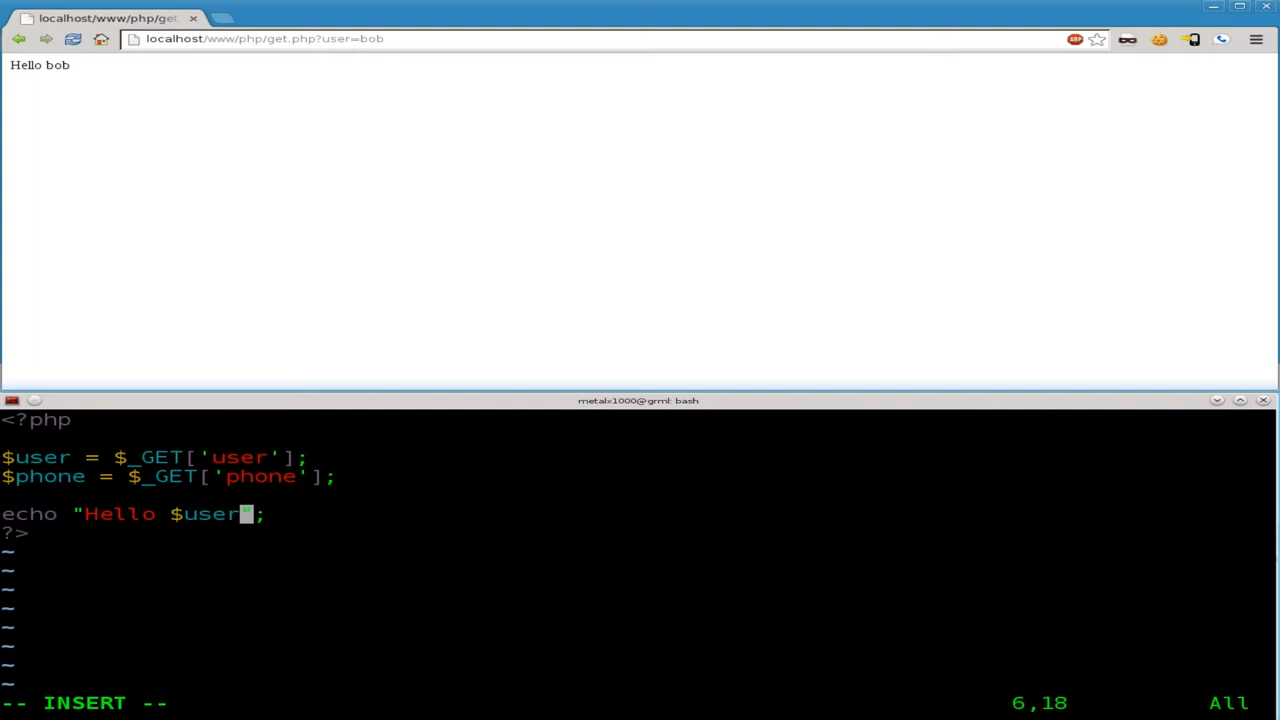 localhost/www/php/get.
localhost/www/php/get.php?user=bob
ABP
Hello bob
metalx1000@grml: bash
<?php
$user = $_GET['user'];
$phone = $_GET['phone'];
echo "Hello $user";
?>
~
~
~
~
~
~
~
~
-- INSERT -- 6,18 All